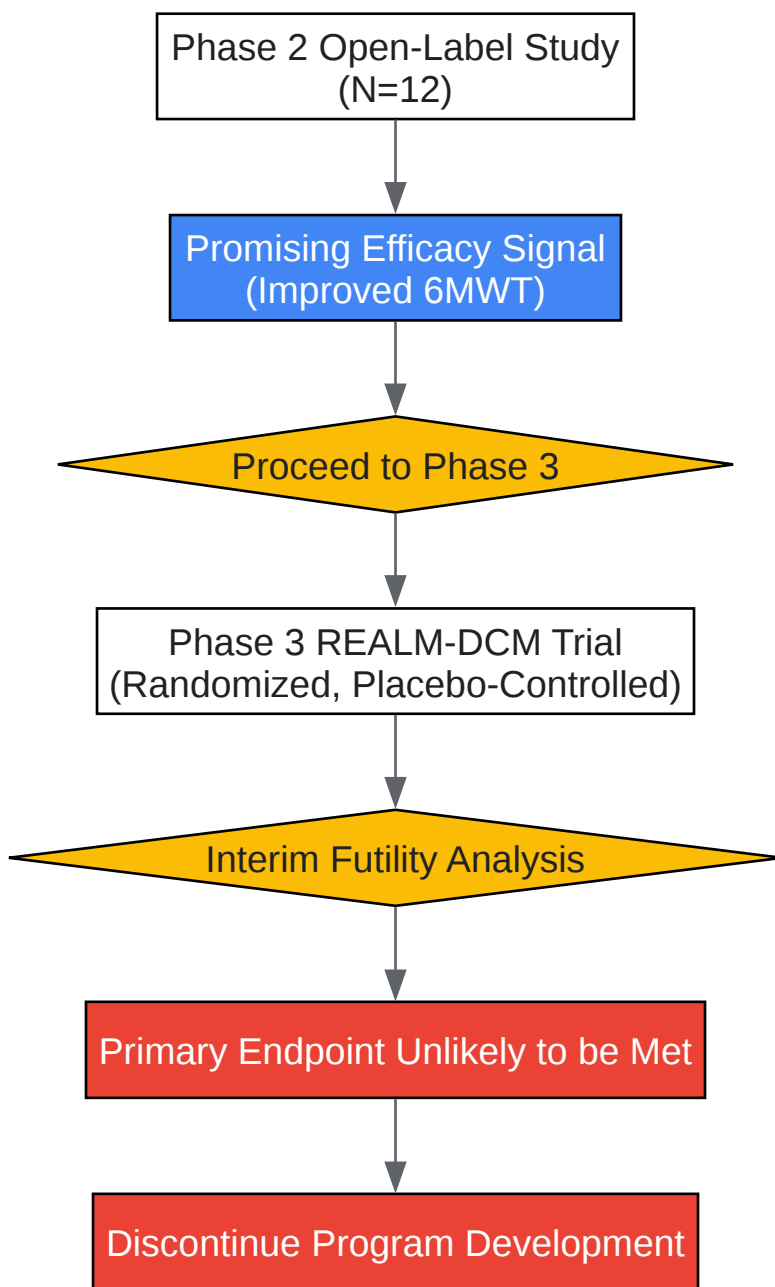 Phase 2 Open-Label Study
(N=12)
Promising Efficacy Signal
(Improved 6MWT)
Proceed to Phase 3
Phase 3 REALM-DCM Trial
(Randomized, Placebo-Controlled)
Interim Futility Analysis
Primary Endpoint Unlikely to be Met
Discontinue Program Development